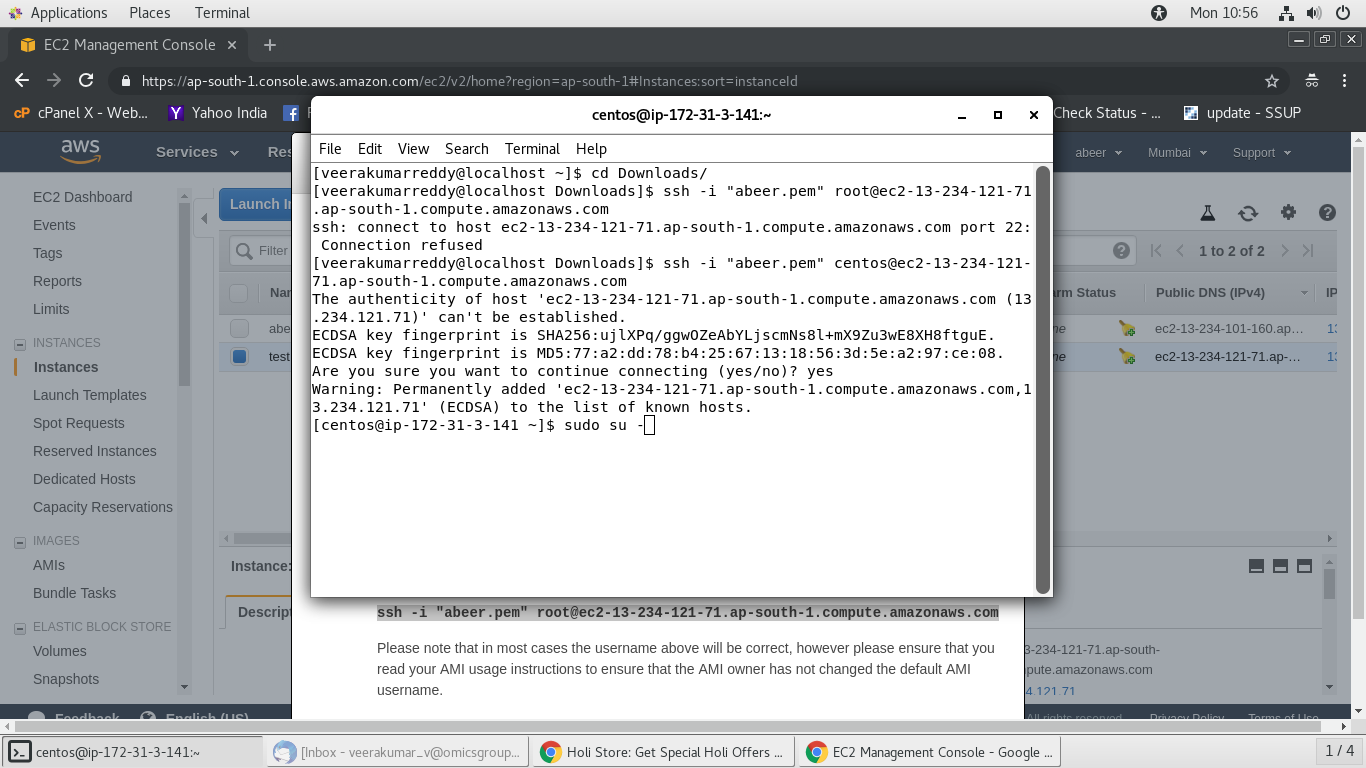 Applications Places Terminal Mon 10:56
EC2 Management Console
https://ap-south-1.console.aws.amazon.com/ec2/v2/home?region=ap-south-1#Instances:sort=instanceId
cP cPanel X - Web... Yahoo India Check Status - ... update - SSUP
centos@ip-172-31-3-141:~
File Edit View Search Terminal Help
[veerakumarreddy@localhost ~]$ cd Downloads/
[veerakumarreddy@localhost Downloads]$ ssh -i "abeer.pem" root@ec2-13-234-121-71
.ap-south-1.compute.amazonaws.com
ssh: connect to host ec2-13-234-121-71.ap-south-1.compute.amazonaws.com port 22:
Connection refused
[veerakumarreddy@localhost Downloads]$ ssh -i "abeer.pem" centos@ec2-13-234-121-
71.ap-south-1.compute.amazonaws.com
The authenticity of host 'ec2-13-234-121-71.ap-south-1.compute.amazonaws.com (13
.234.121.71)' can't be established.
ECDSA key fingerprint is SHA256:ujlXPq/ggwOZeAbYLjscmNs8l+mX9Zu3wE8XH8ftguE.
ECDSA key fingerprint is MD5:77:a2:dd:78:b4:25:67:13:18:56:3d:5e:a2:97:ce:08.
Are you sure you want to continue connecting (yes/no)? yes
Warning: Permanently added 'ec2-13-234-121-71.ap-south-1.compute.amazonaws.com,1
3.234.121.71' (ECDSA) to the list of known hosts.
[centos@ip-172-31-3-141 ~]$ sudo su -
aws Services Res abeer Mumbai Support
EC2 Dashboard
Events
Tags
Reports
Limits
INSTANCES
Instances
Launch Templates
Spot Requests
Reserved Instances
Dedicated Hosts
Capacity Reservations
IMAGES
AMIs
Bundle Tasks
ELASTIC BLOCK STORE
Volumes
Snapshots
Launch In
Filter
1 to 2 of 2
Na rm Status Public DNS (IPv4) IP
abe ne ec2-13-234-101-160.ap... 13
test ne ec2-13-234-121-71.ap-... 13
Instance:
Descript
ssh -i "abeer.pem" root@ec2-13-234-121-71.ap-south-1.compute.amazonaws.com
Please note that in most cases the username above will be correct, however please ensure that you
read your AMI usage instructions to ensure that the AMI owner has not changed the default AMI
username.
3-234-121-71.ap-south-
pute.amazonaws.com
4.121.71
Feedback English (US) All rights reserved. Privacy Policy Terms of Use
centos@ip-172-31-3-141:~ [Inbox - veerakumar_v@omicsgroup... Holi Store: Get Special Holi Offers ... EC2 Management Console - Google ... 1 / 4